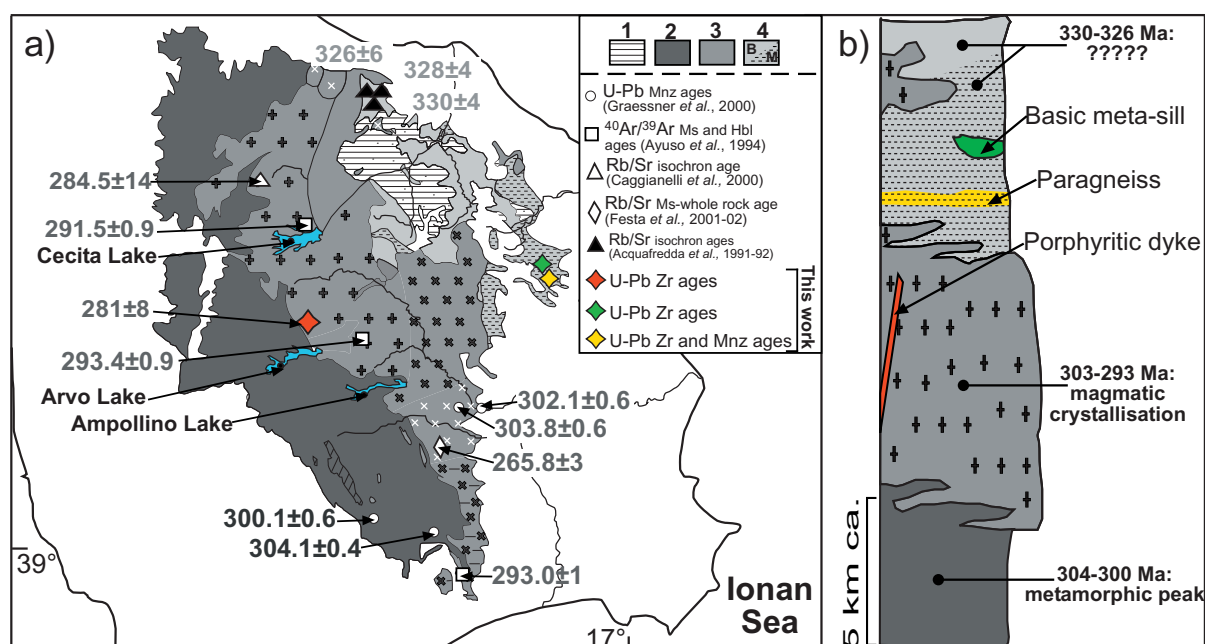 a)
326±6
328±4
330±4
284.5±14
291.5±0.9
Cecita Lake
281±8
293.4±0.9
Arvo Lake
Ampollino Lake
302.1±0.6
303.8±0.6
265.8±3
300.1±0.6
304.1±0.4
293.0±1
39°
17°
Ionan
Sea
1 2 3 4
B
M
U-Pb Mnz ages
(Graessner et al., 2000)
40Ar/39Ar Ms and Hbl
ages (Ayuso et al., 1994)
Rb/Sr isochron age
(Caggianelli et al., 2000)
Rb/Sr Ms-whole rock age
(Festa et al., 2001-02)
Rb/Sr isochron ages
(Acquafredda et al., 1991-92)
U-Pb Zr ages
U-Pb Zr ages
U-Pb Zr and Mnz ages
This work
b)
330-326 Ma:
?????
Basic meta-sill
Paragneiss
Porphyritic dyke
303-293 Ma:
magmatic
crystallisation
304-300 Ma:
metamorphic peak
5 km ca.